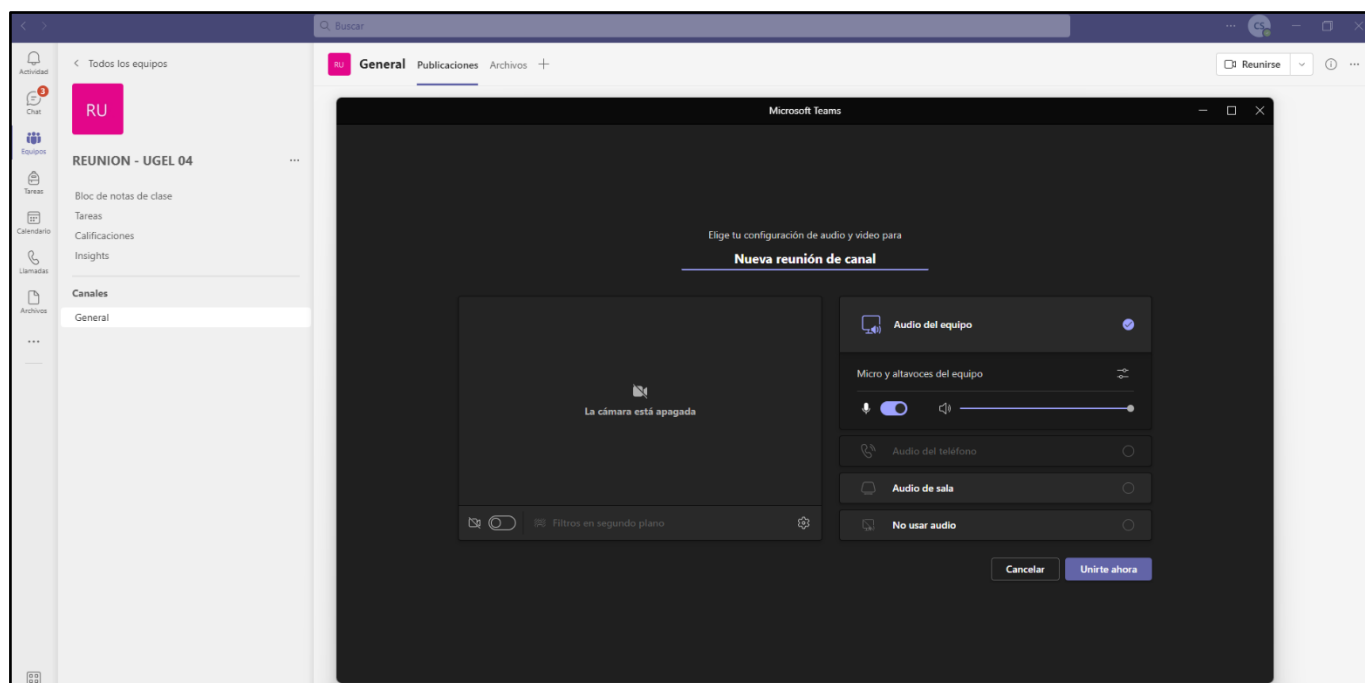 Buscar
CS
Actividad
Chat
3
Equipos
Tareas
Calendario
Llamadas
Archivos
Todos los equipos
RU
REUNION - UGEL 04
Bloc de notas de clase
Tareas
Calificaciones
Insights
Canales
General
RU General Publicaciones Archivos
Reunirse
Microsoft Teams
Elige tu configuración de audio y video para
Nueva reunión de canal
La cámara está apagada
Filtros en segundo plano
Audio del equipo
Micro y altavoces del equipo
Audio del teléfono
Audio de sala
No usar audio
Cancelar Unirte ahora